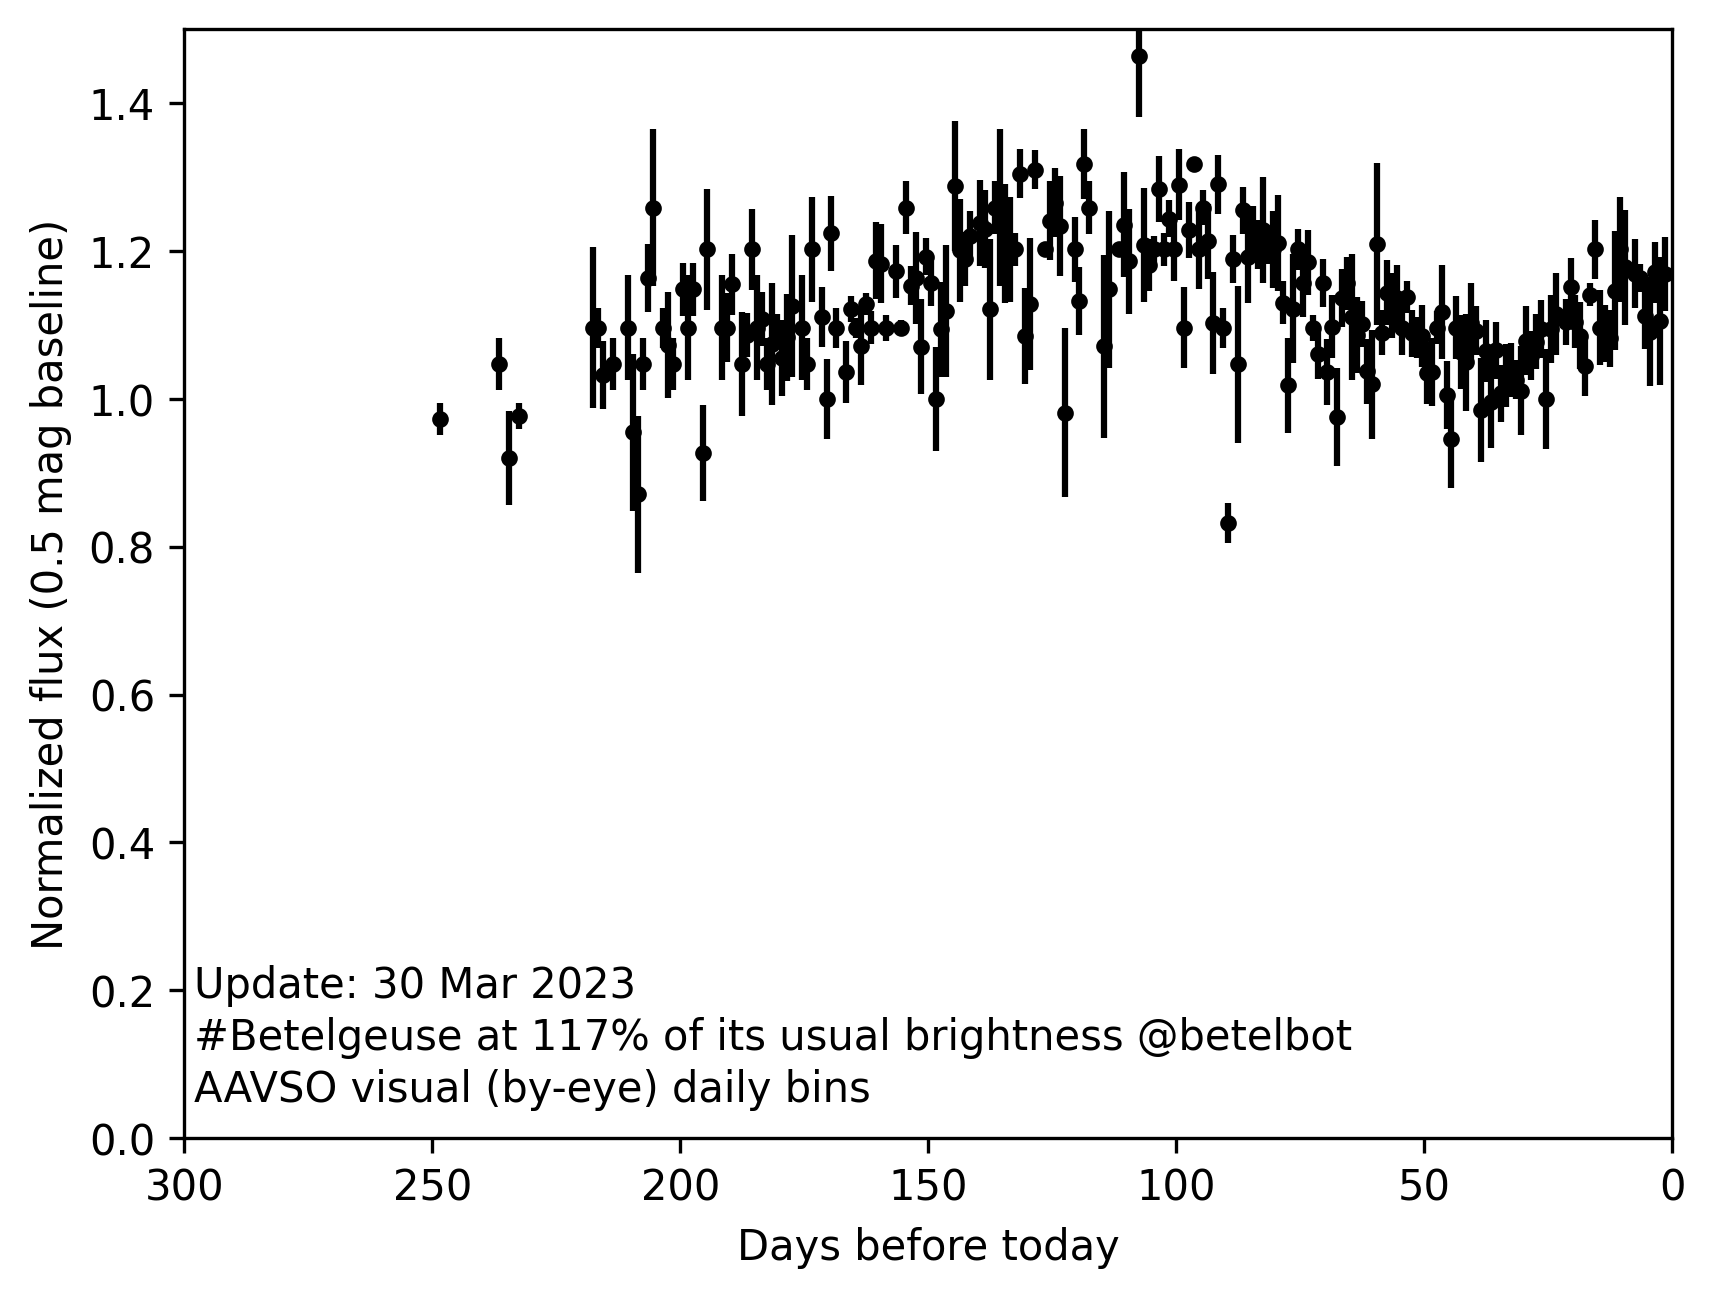 1.4
1.2
1.0
0.8
0.6
0.4
0.2
0.0
Normalized flux (0.5 mag baseline)
Update: 30 Mar 2023
#Betelgeuse at 117% of its usual brightness @betelbot
AAVSO visual (by-eye) daily bins
300 250 200 150 100 50 0
Days before today